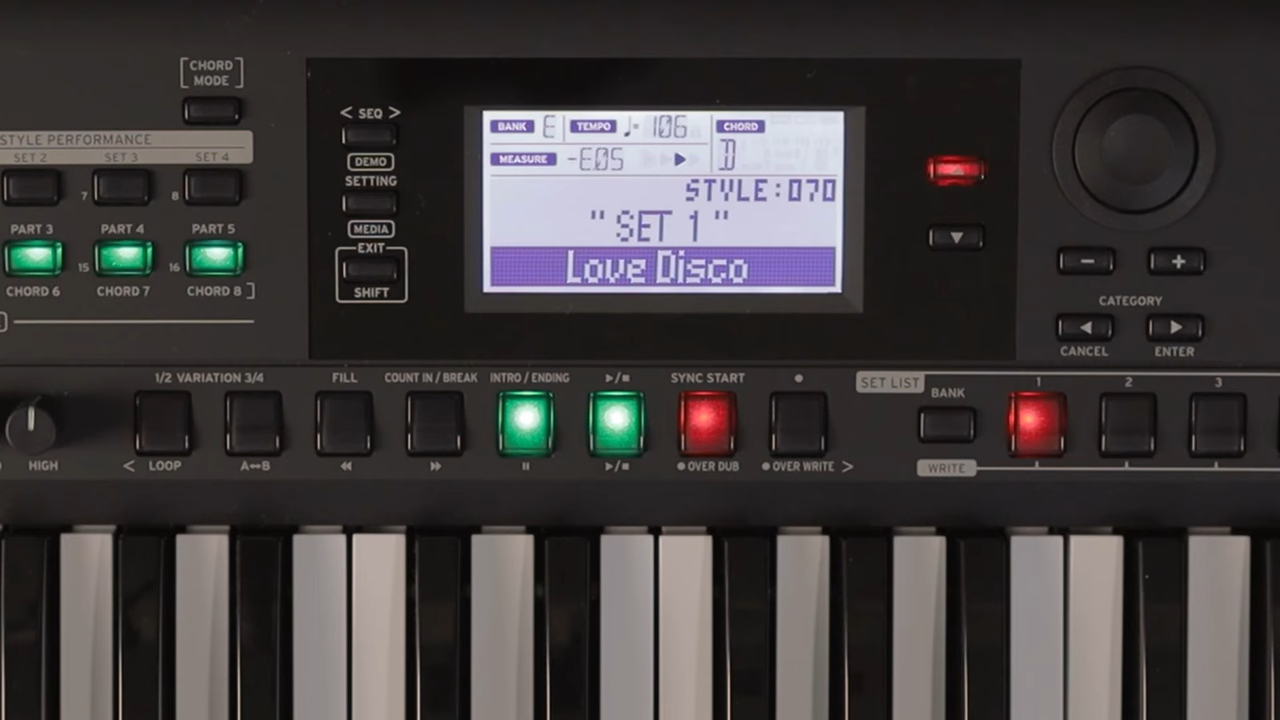 CHORD
MODE
STYLE PERFORMANCE
SET 2 SET 3 SET 4
7 8
PART 3 PART 4 PART 5
15 16
CHORD 6 CHORD 7 CHORD 8
< SEQ >
DEMO
SETTING
MEDIA
EXIT
SHIFT
BANK E TEMPO ♩= 106 CHORD
MEASURE -E05 D
STYLE:070
"SET 1"
Love Disco
▲
▼
− +
CATEGORY
◀ ▶
CANCEL ENTER
HIGH
1/2 VARIATION 3/4 FILL COUNT IN / BREAK INTRO / ENDING ▶/■ SYNC START ●
< LOOP A↔B ◀◀ ▶▶ II ▶/■ ● OVER DUB ● OVER WRITE >
SET LIST BANK 1 2 3
WRITE